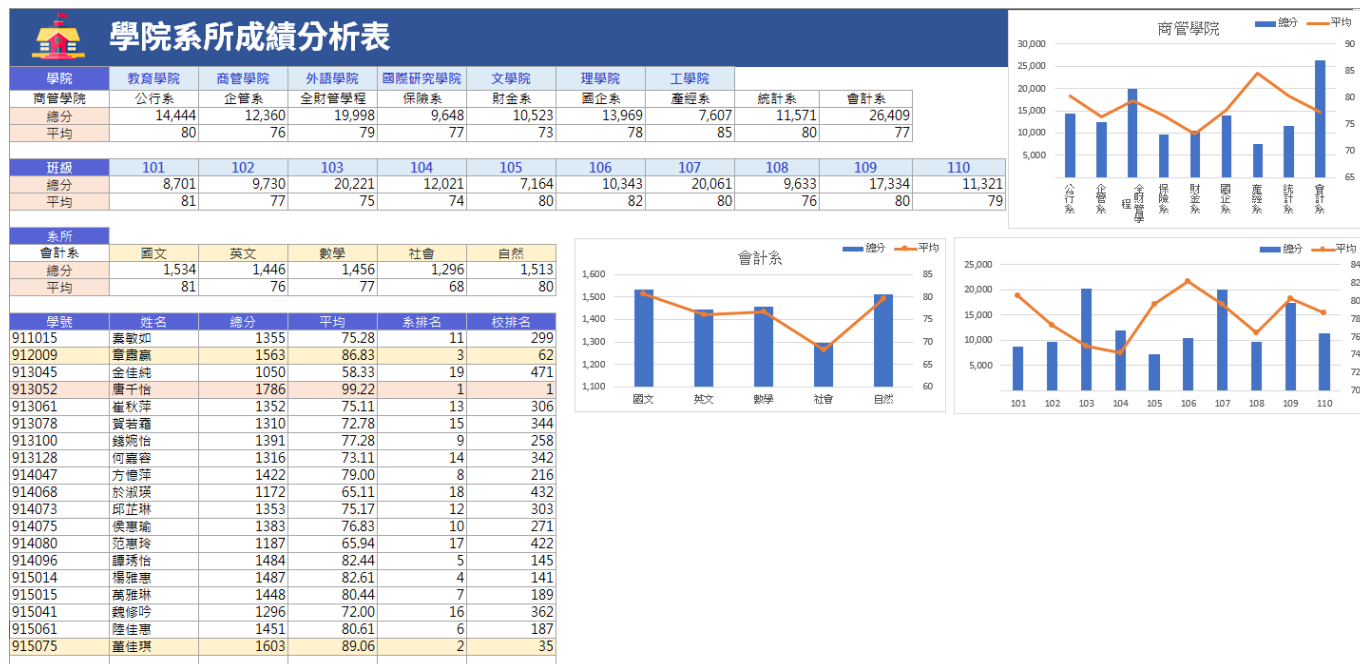 學院系所成績分析表
學院 教育學院 商管學院 外語學院 國際研究學院 文學院 理學院 工學院
商管學院 公行系 企管系 全財管學程 保險系 財金系 國企系 產經系 統計系 會計系
總分 14,444 12,360 19,998 9,648 10,523 13,969 7,607 11,571 26,409
平均 80 76 79 77 73 78 85 80 77
班級 101 102 103 104 105 106 107 108 109 110
總分 8,701 9,730 20,221 12,021 7,164 10,343 20,061 9,633 17,334 11,321
平均 81 77 75 74 80 82 80 76 80 79
系所
會計系 國文 英文 數學 社會 自然
總分 1,534 1,446 1,456 1,296 1,513
平均 81 76 77 68 80
學號 姓名 總分 平均 系排名 校排名
911015 敏如 1355 75.28 11 299
912009 章 1563 86.83 3 62
913045 金佳純 1050 58.33 19 471
913052 唐千怡 1786 99.22 1 1
913061 崔秋萍 1352 75.11 13 306
913078 賀若霜 1310 72.78 15 344
913100 錢婉怡 1391 77.28 9 258
913128 何嘉容 1316 73.11 14 342
914047 方憶萍 1422 79.00 8 216
914068 於淑瑛 1172 65.11 18 432
914073 邱芷琳 1353 75.17 12 303
914075 侯惠瑜 1383 76.83 10 271
914080 范惠玲 1187 65.94 17 422
914096 譚琇怡 1484 82.44 5 145
915014 楊雅惠 1487 82.61 4 141
915015 萬雅琳 1448 80.44 7 189
915041 魏修吟 1296 72.00 16 362
915061 陸佳惠 1451 80.61 6 187
915075 董佳琪 1603 89.06 2 35
商管學院
總分 平均
30,000 90
25,000 85
20,000 80
15,000 75
10,000 70
5,000 65
公行系 企管系 全財管學程 保險系 財金系 國企系 產經系 統計系 會計系
會計系
總分 平均
1,600 85
1,500 80
1,400 75
1,300 70
1,200 65
1,100 60
國文 英文 數學 社會 自然
總分 平均
25,000 84
82
20,000 80
15,000 78
76
10,000 74
5,000 72
70
101 102 103 104 105 106 107 108 109 110